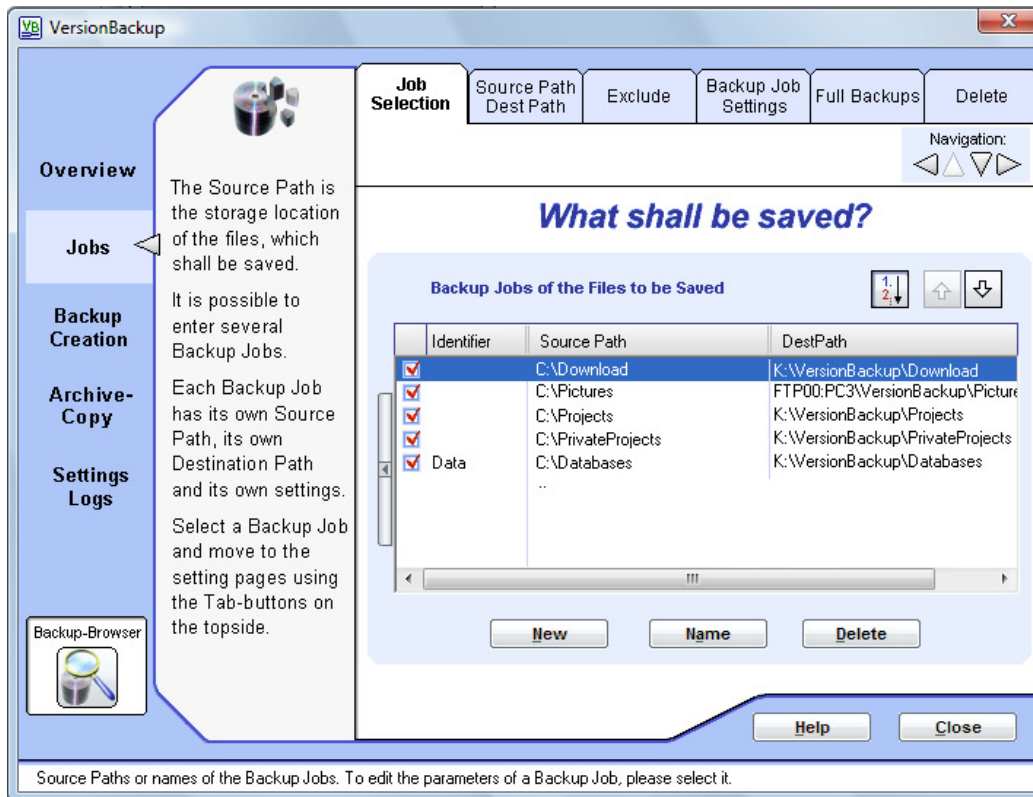 VersionBackup
Job Selection
Source Path Dest Path
Exclude
Backup Job Settings
Full Backups
Delete
Navigation:
Overview
Jobs
Backup
Creation
Archive-
Copy
Settings
Logs
Backup-Browser
The Source Path is
the storage location
of the files, which
shall be saved.
It is possible to
enter several
Backup Jobs.
Each Backup Job
has its own Source
Path, its own
Destination Path
and its own settings.
Select a Backup Job
and move to the
setting pages using
the Tab-buttons on
the topside.
What shall be saved?
Backup Jobs of the Files to be Saved
1.
2.
Identifier Source Path DestPath
C:\Download K:\VersionBackup\Download
C:\Pictures FTP00:PC3\VersionBackup\Picture
C:\Projects K:\VersionBackup\Projects
C:\PrivateProjects K:\VersionBackup\PrivateProjects
Data C:\Databases K:\VersionBackup\Databases
..
New Name Delete
Help Close
Source Paths or names of the Backup Jobs. To edit the parameters of a Backup Job, please select it.